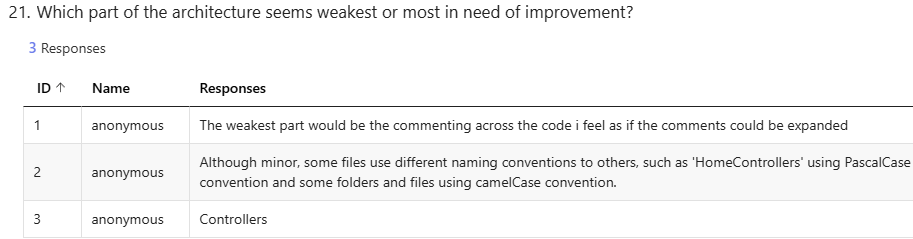 21. Which part of the architecture seems weakest or most in need of improvement?
3 Responses
ID ↑ Name Responses
1 anonymous The weakest part would be the commenting across the code i feel as if the comments could be expanded
2 anonymous Although minor, some files use different naming conventions to others, such as 'HomeControllers' using PascalCase
convention and some folders and files using camelCase convention.
3 anonymous Controllers